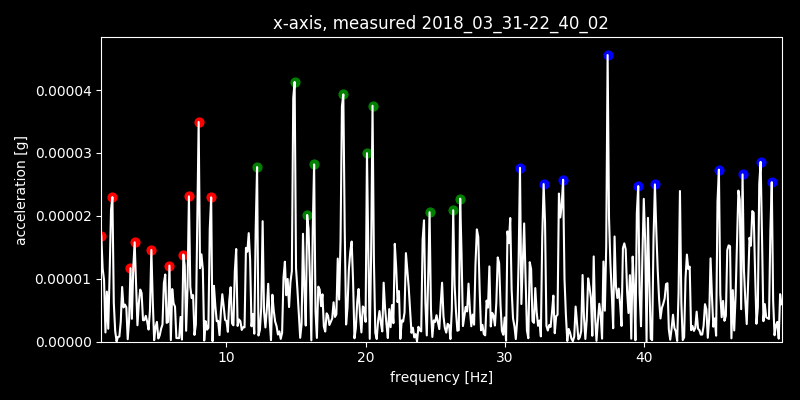 x-axis, measured 2018_03_31-22_40_02
acceleration [g]
0.00004
0.00003
0.00002
0.00001
0.00000
10 20 30 40
frequency [Hz]